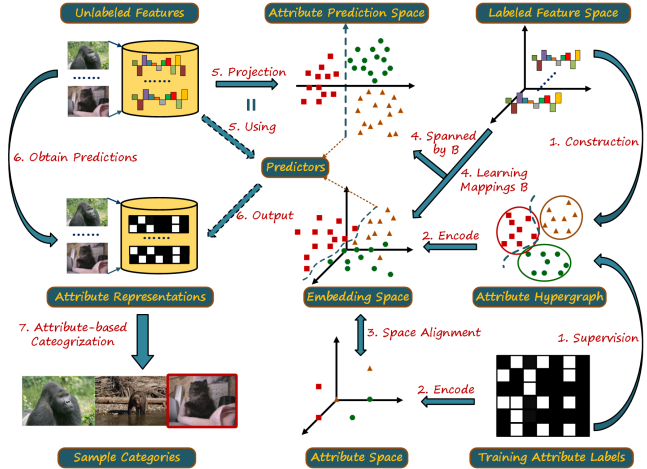 Unlabeled Features
Attribute Prediction Space
Labeled Feature Space
5. Projection
5. Using
4. Spanned
by B
1. Construction
6. Obtain Predictions
Predictors
4. Learning
Mappings B
6. Output
2. Encode
Attribute Representations
Embedding Space
Attribute Hypergraph
7. Attribute-based
Cateogrization
3. Space Alignment
1. Supervision
2. Encode
Sample Categories
Attribute Space
Training Attribute Labels